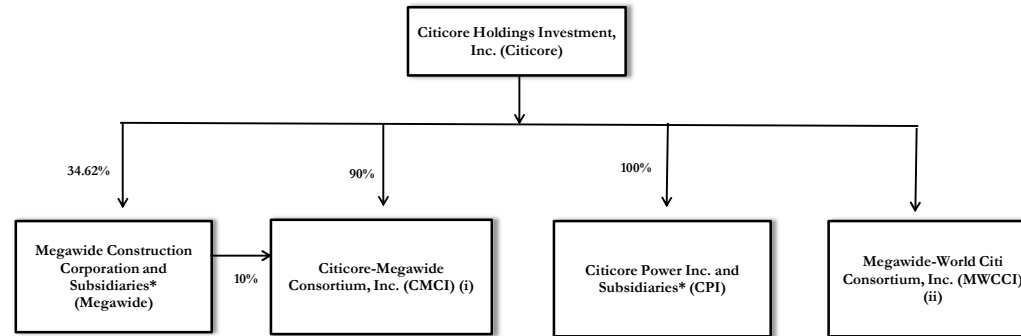 Citicore Holdings Investment,
Inc. (Citicore)
34.62%
90%
100%
Megawide Construction
Corporation and
Subsidiaries*
(Megawide)
10%
Citicore-Megawide
Consortium, Inc. (CMCI) (i)
Citicore Power Inc. and
Subsidiaries* (CPI)
Megawide-World Citi
Consortium, Inc. (MWCCI)
(ii)